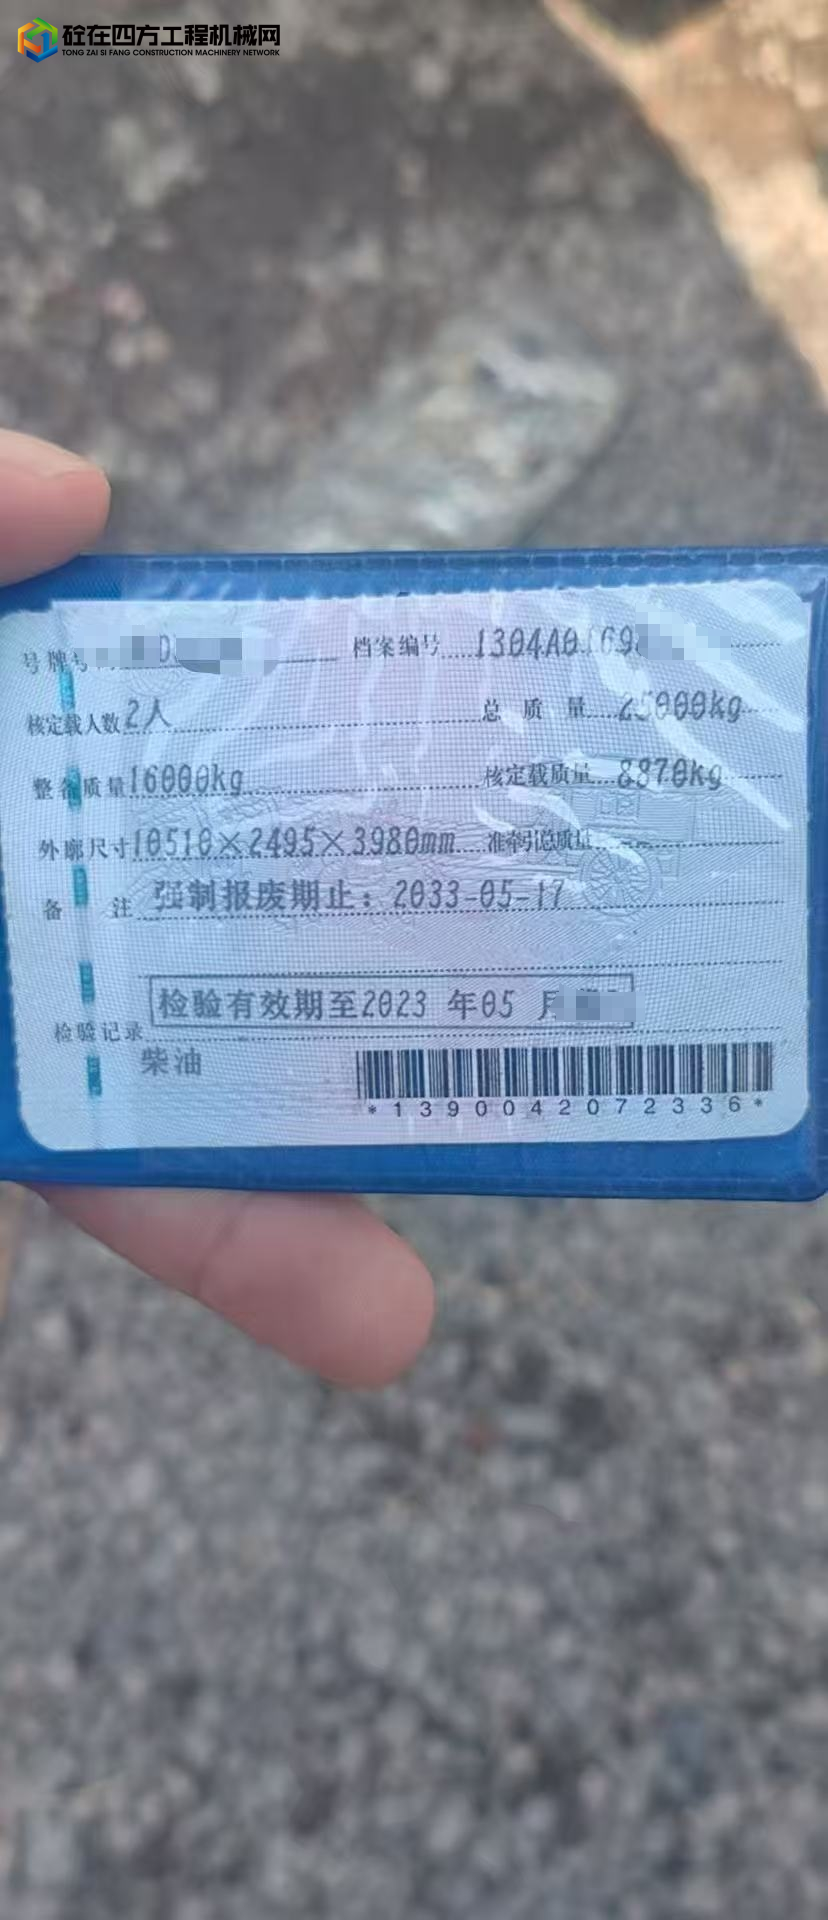 砼在四方工程机械网
TONG ZAI SI FANG CONSTRUCTION MACHINERY NETWORK
号牌号 档案编号 1304A0169
核定载人数 2人 总质量 25000kg
整备质量 16000kg 核定载质量 8870kg
外廓尺寸 10510×2495×3980mm 准牵引总质量 --
备注 强制报废期止：2033-05-17
检验有效期至2023 年05 月
检验记录
柴油
*1390042072336*